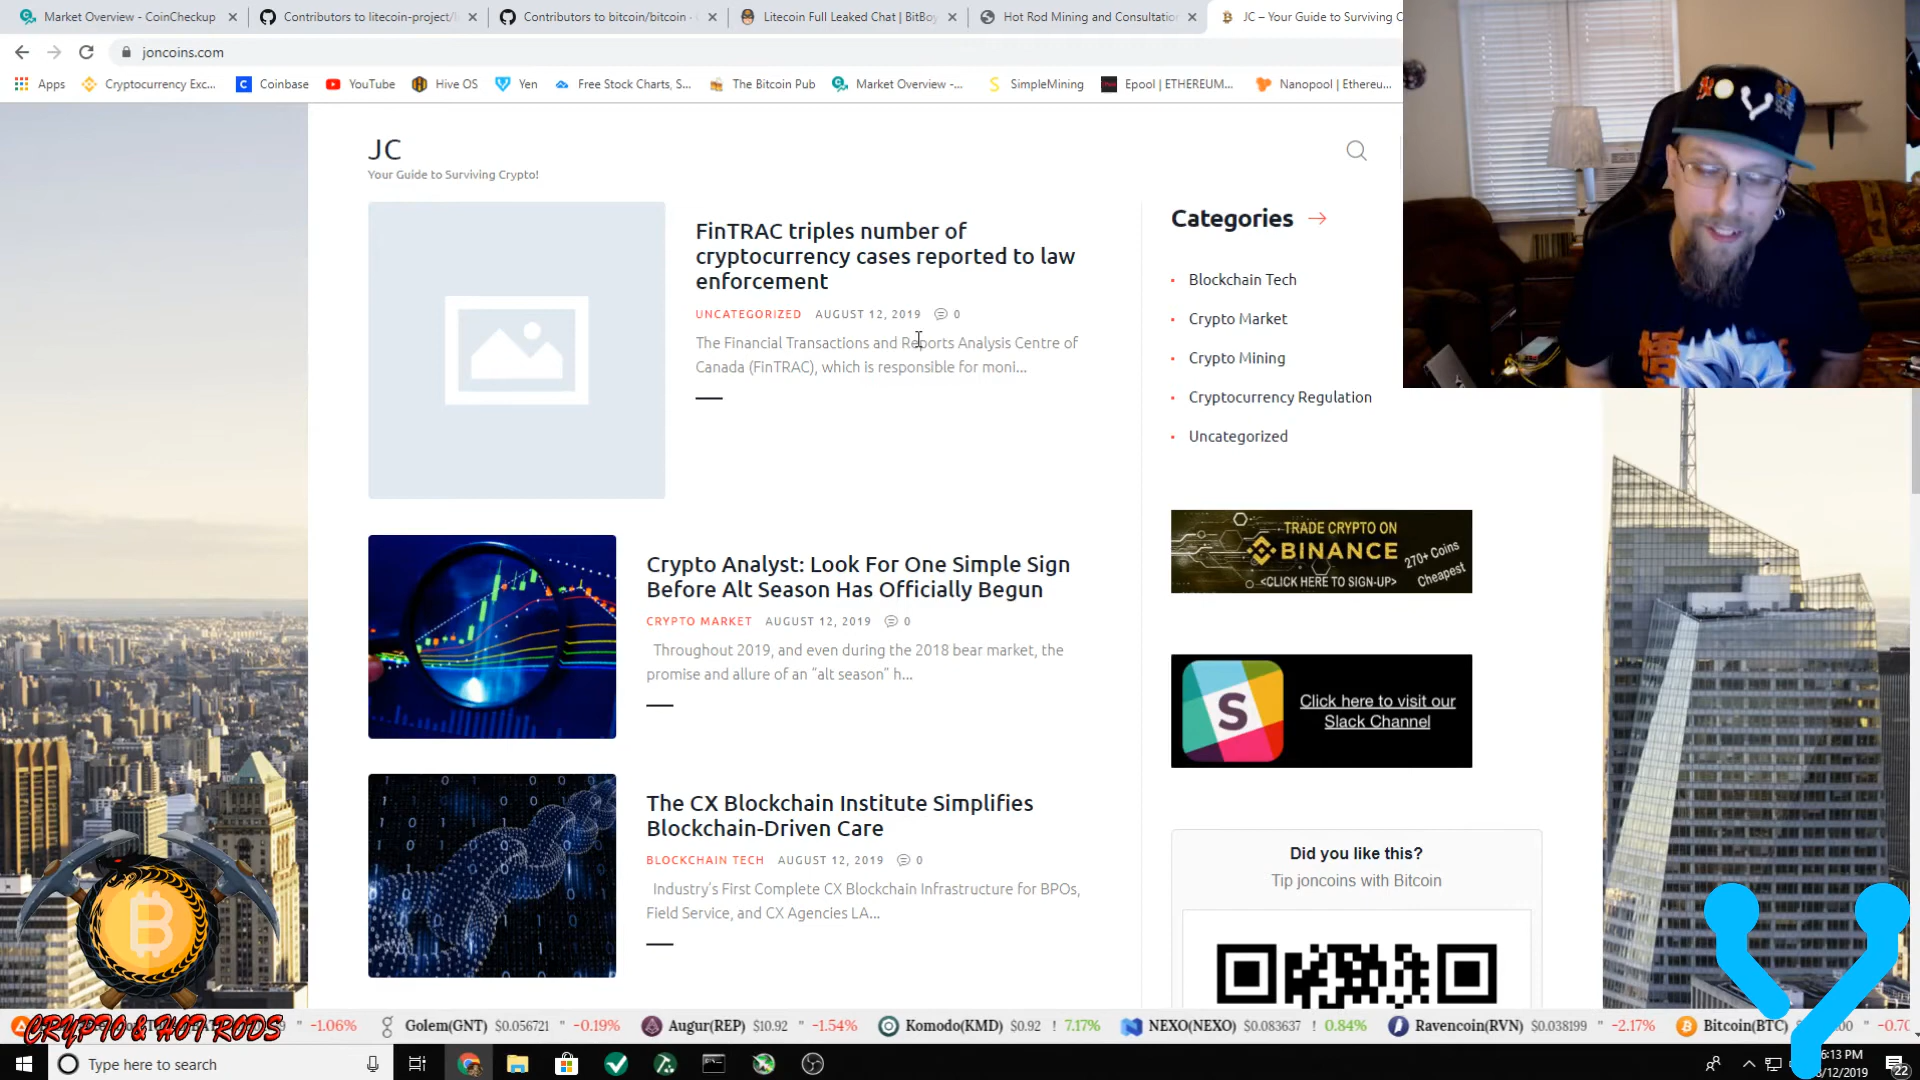 Market Overview - CoinCheckup
Contributors to litecoin-project/l
Contributors to bitcoin/bitcoin ·
Litecoin Full Leaked Chat | BitBoy
Hot Rod Mining and Consultation
JC – Your Guide to Surviving C
joncoins.com
Apps
Cryptocurrency Exc...
Coinbase
YouTube
Hive OS
Yen
Free Stock Charts, S...
The Bitcoin Pub
Market Overview -...
SimpleMining
Epool | ETHEREUM...
Nanopool | Ethereu...
JC
Your Guide to Surviving Crypto!
FinTRAC triples number of
cryptocurrency cases reported to law
enforcement
UNCATEGORIZED AUGUST 12, 2019 0
The Financial Transactions and Reports Analysis Centre of
Canada (FinTRAC), which is responsible for moni...
Crypto Analyst: Look For One Simple Sign
Before Alt Season Has Officially Begun
CRYPTO MARKET AUGUST 12, 2019 0
Throughout 2019, and even during the 2018 bear market, the
promise and allure of an “alt season” h...
The CX Blockchain Institute Simplifies
Blockchain-Driven Care
BLOCKCHAIN TECH AUGUST 12, 2019 0
Industry's First Complete CX Blockchain Infrastructure for BPOs,
Field Service, and CX Agencies LA...
Categories
Blockchain Tech
Crypto Market
Crypto Mining
Cryptocurrency Regulation
Uncategorized
TRADE CRYPTO ON
BINANCE
<CLICK HERE TO SIGN-UP>
270+ Coins
Cheapest
S
Click here to visit our
Slack Channel
Did you like this?
Tip joncoins with Bitcoin
CRYPTO & HOT RODS
-1.06% Golem(GNT) $0.056721 -0.19% Augur(REP) $10.92 -1.54% Komodo(KMD) $0.92 ! 7.17% NEXO(NEXO) $0.083637 ! 0.84% Ravencoin(RVN) $0.038199 -2.17% Bitcoin(BTC)
Type here to search
6:13 PM
/12/2019
22